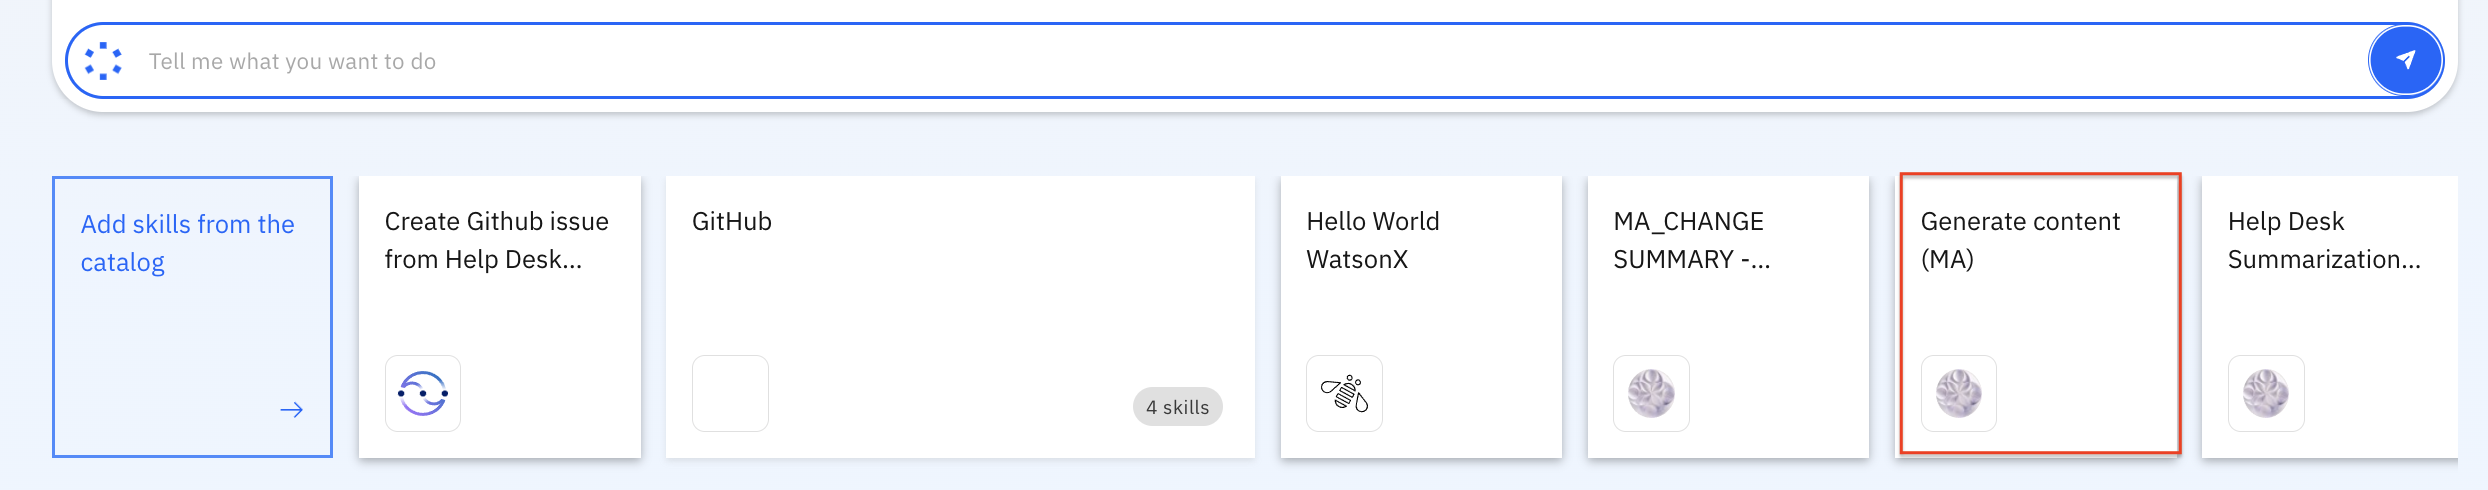 Tell me what you want to do
Add skills from the
catalog
Create Github issue
from Help Desk...
GitHub
4 skills
Hello World
WatsonX
MA_CHANGE
SUMMARY -...
Generate content
(MA)
Help Desk
Summarization...